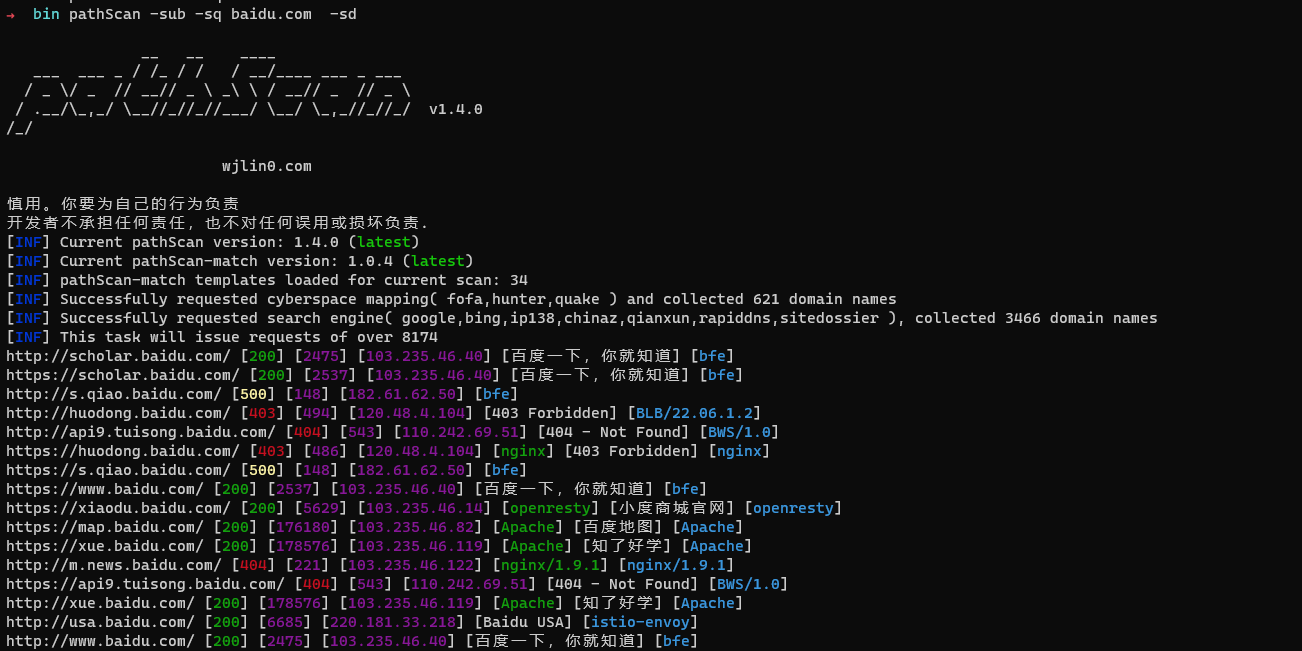 → bin pathScan -sub -sq baidu.com -sd
pathScan
v1.4.0
wjlin0.com
慎用。你要为自己的行为负责
开发者不承担任何责任，也不对任何误用或损坏负责.
[INF] Current pathScan version: 1.4.0 (latest)
[INF] Current pathScan-match version: 1.0.4 (latest)
[INF] pathScan-match templates loaded for current scan: 34
[INF] Successfully requested cyberspace mapping( fofa,hunter,quake ) and collected 621 domain names
[INF] Successfully requested search engine( google,bing,ip138,chinaz,qianxun,rapiddns,sitedossier ), collected 3466 domain names
[INF] This task will issue requests of over 8174
http://scholar.baidu.com/ [200] [2475] [103.235.46.40] [百度一下，你就知道] [bfe]
https://scholar.baidu.com/ [200] [2537] [103.235.46.40] [百度一下，你就知道] [bfe]
http://s.qiao.baidu.com/ [500] [148] [182.61.62.50] [bfe]
http://huodong.baidu.com/ [403] [494] [120.48.4.104] [403 Forbidden] [BLB/22.06.1.2]
http://api9.tuisong.baidu.com/ [404] [543] [110.242.69.51] [404 - Not Found] [BWS/1.0]
https://huodong.baidu.com/ [403] [486] [120.48.4.104] [nginx] [403 Forbidden] [nginx]
https://s.qiao.baidu.com/ [500] [148] [182.61.62.50] [bfe]
https://www.baidu.com/ [200] [2537] [103.235.46.40] [百度一下，你就知道] [bfe]
https://xiaodu.baidu.com/ [200] [5629] [103.235.46.14] [openresty] [小度商城官网] [openresty]
https://map.baidu.com/ [200] [176180] [103.235.46.82] [Apache] [百度地图] [Apache]
https://xue.baidu.com/ [200] [178576] [103.235.46.119] [Apache] [知了好学] [Apache]
http://m.news.baidu.com/ [404] [221] [103.235.46.122] [nginx/1.9.1] [nginx/1.9.1]
https://api9.tuisong.baidu.com/ [404] [543] [110.242.69.51] [404 - Not Found] [BWS/1.0]
http://xue.baidu.com/ [200] [178576] [103.235.46.119] [Apache] [知了好学] [Apache]
http://usa.baidu.com/ [200] [6685] [220.181.33.218] [Baidu USA] [istio-envoy]
http://www.baidu.com/ [200] [2475] [103.235.46.40] [百度一下，你就知道] [bfe]